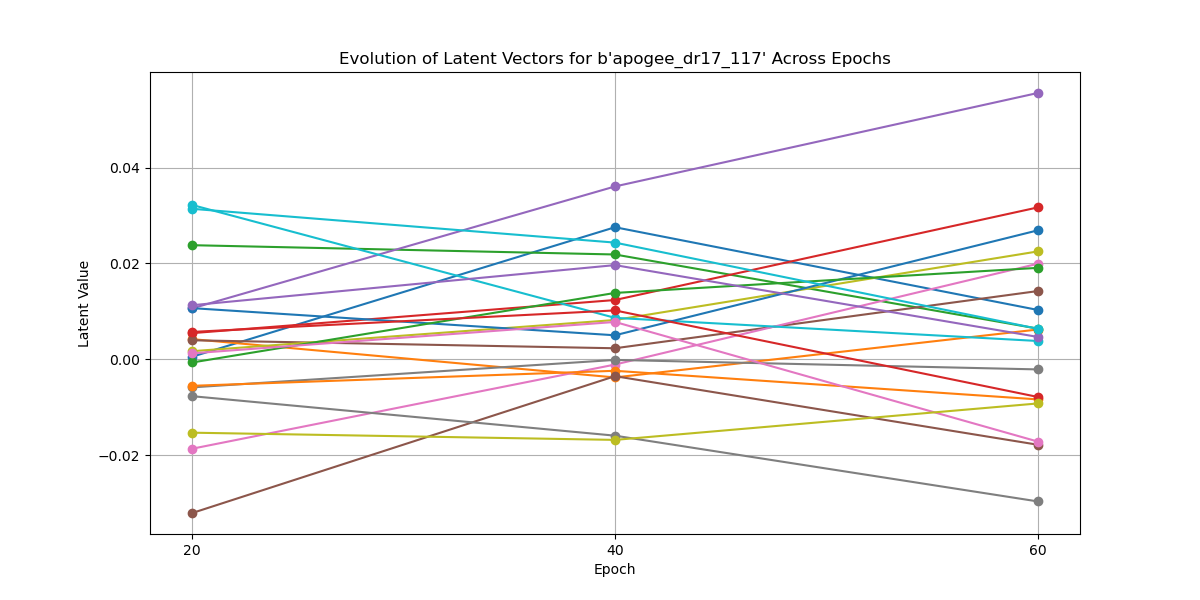 Evolution of Latent Vectors for b'apogee_dr17_117' Across Epochs
Latent Value
0.04
0.02
0.00
−0.02
20 40 60
Epoch